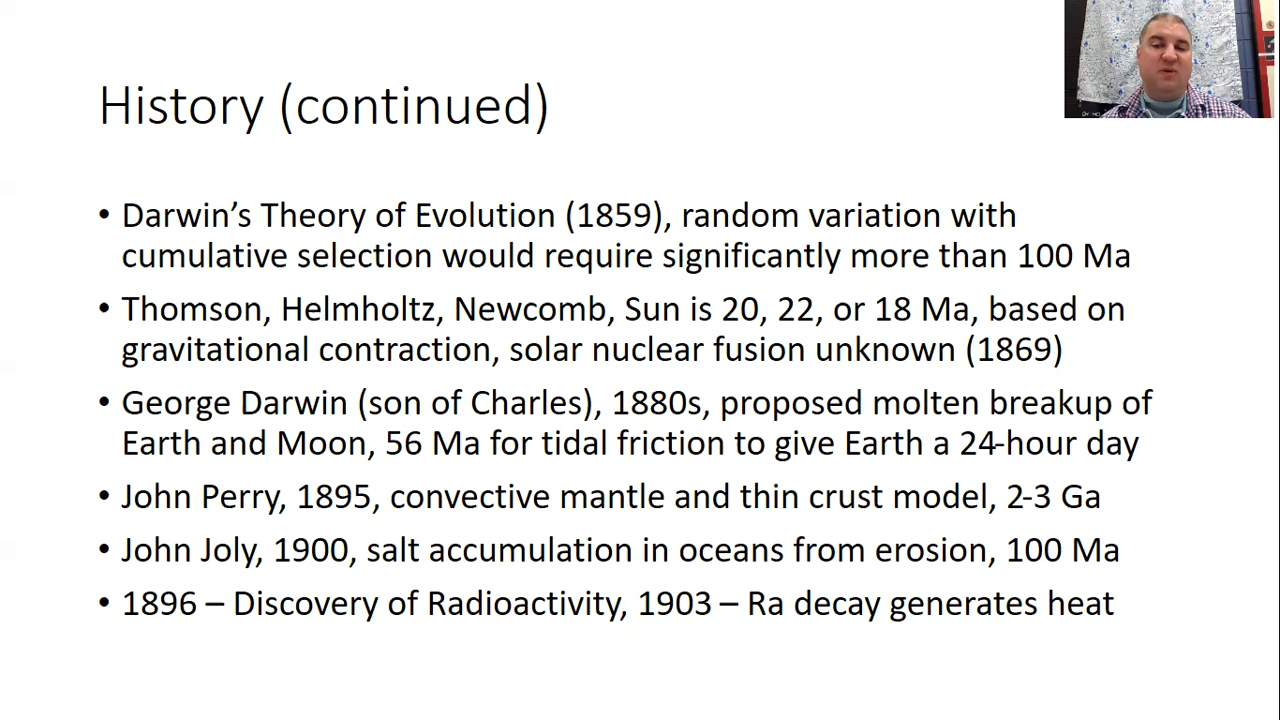 History (continued)
• Darwin’s Theory of Evolution (1859), random variation with
cumulative selection would require significantly more than 100 Ma
• Thomson, Helmholtz, Newcomb, Sun is 20, 22, or 18 Ma, based on
gravitational contraction, solar nuclear fusion unknown (1869)
• George Darwin (son of Charles), 1880s, proposed molten breakup of
Earth and Moon, 56 Ma for tidal friction to give Earth a 24-hour day
• John Perry, 1895, convective mantle and thin crust model, 2-3 Ga
• John Joly, 1900, salt accumulation in oceans from erosion, 100 Ma
• 1896 – Discovery of Radioactivity, 1903 – Ra decay generates heat